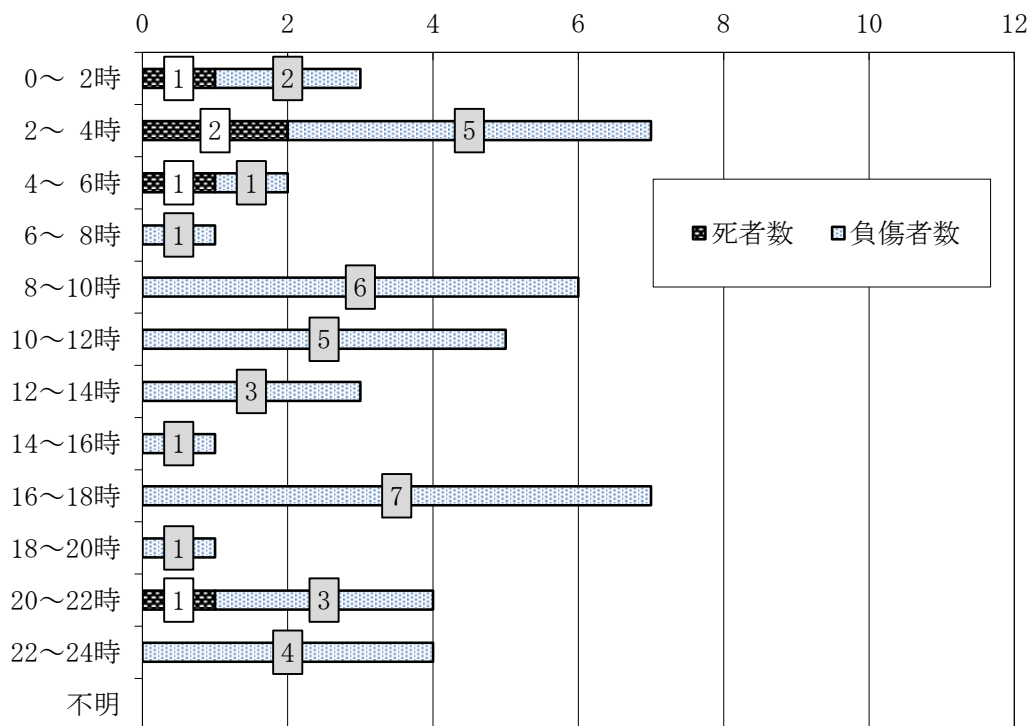 0 2 4 6 8 10 12
0～ 2時 1 2
2～ 4時 2 5
4～ 6時 1 1
6～ 8時 1
死者数 負傷者数
8～10時 6
10～12時 5
12～14時 3
14～16時 1
16～18時 7
18～20時 1
20～22時 1 3
22～24時 4
不明